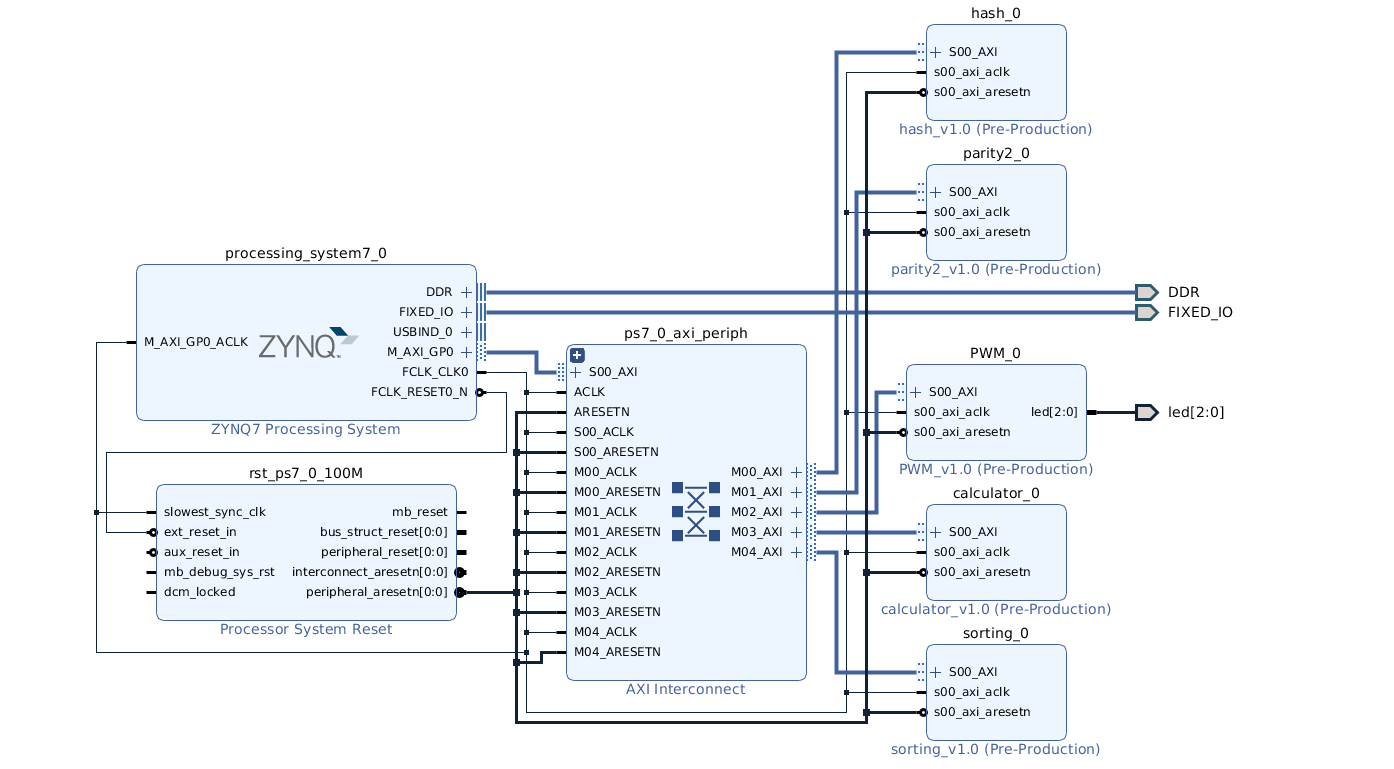 hash_0
S00_AXI
s00_axi_aclk
s00_axi_aresetn
hash_v1.0 (Pre-Production)
parity2_0
S00_AXI
s00_axi_aclk
s00_axi_aresetn
parity2_v1.0 (Pre-Production)
processing_system7_0
DDR
FIXED_IO
USBIND_0
M_AXI_GP0
FCLK_CLK0
FCLK_RESET0_N
M_AXI_GP0_ACLK
ZYNQ
ZYNQ7 Processing System
DDR
FIXED_IO
rst_ps7_0_100M
slowest_sync_clk
ext_reset_in
aux_reset_in
mb_debug_sys_rst
dcm_locked
mb_reset
bus_struct_reset[0:0]
peripheral_reset[0:0]
interconnect_aresetn[0:0]
peripheral_aresetn[0:0]
Processor System Reset
ps7_0_axi_periph
S00_AXI
ACLK
ARESETN
S00_ACLK
S00_ARESETN
M00_ACLK
M00_ARESETN
M01_ACLK
M01_ARESETN
M02_ACLK
M02_ARESETN
M03_ACLK
M03_ARESETN
M04_ACLK
M04_ARESETN
M00_AXI
M01_AXI
M02_AXI
M03_AXI
M04_AXI
AXI Interconnect
PWM_0
S00_AXI
s00_axi_aclk
s00_axi_aresetn
led[2:0]
PWM_v1.0 (Pre-Production)
led[2:0]
calculator_0
S00_AXI
s00_axi_aclk
s00_axi_aresetn
calculator_v1.0 (Pre-Production)
sorting_0
S00_AXI
s00_axi_aclk
s00_axi_aresetn
sorting_v1.0 (Pre-Production)